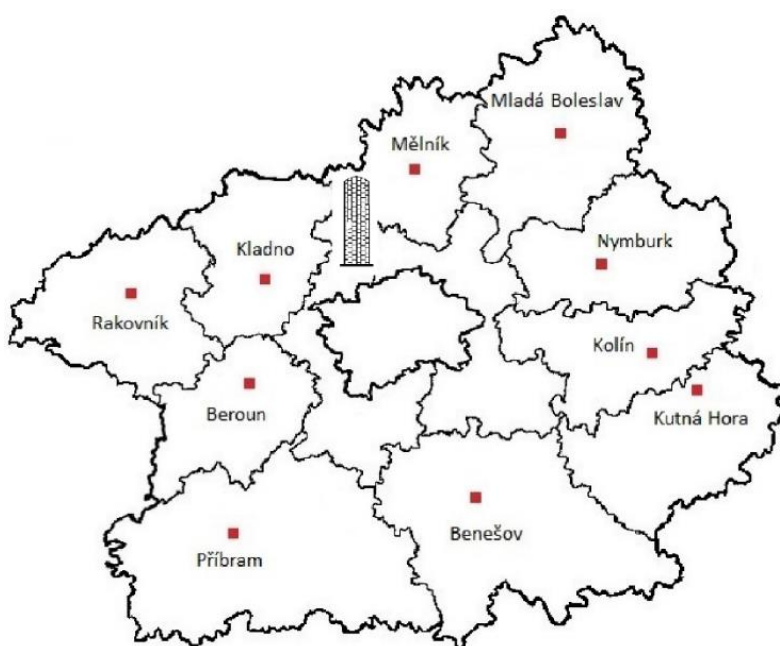 Mladá Boleslav
Mělník
Kladno
Nymburk
Rakovník
Kolín
Beroun
Kutná Hora
Benešov
Příbram